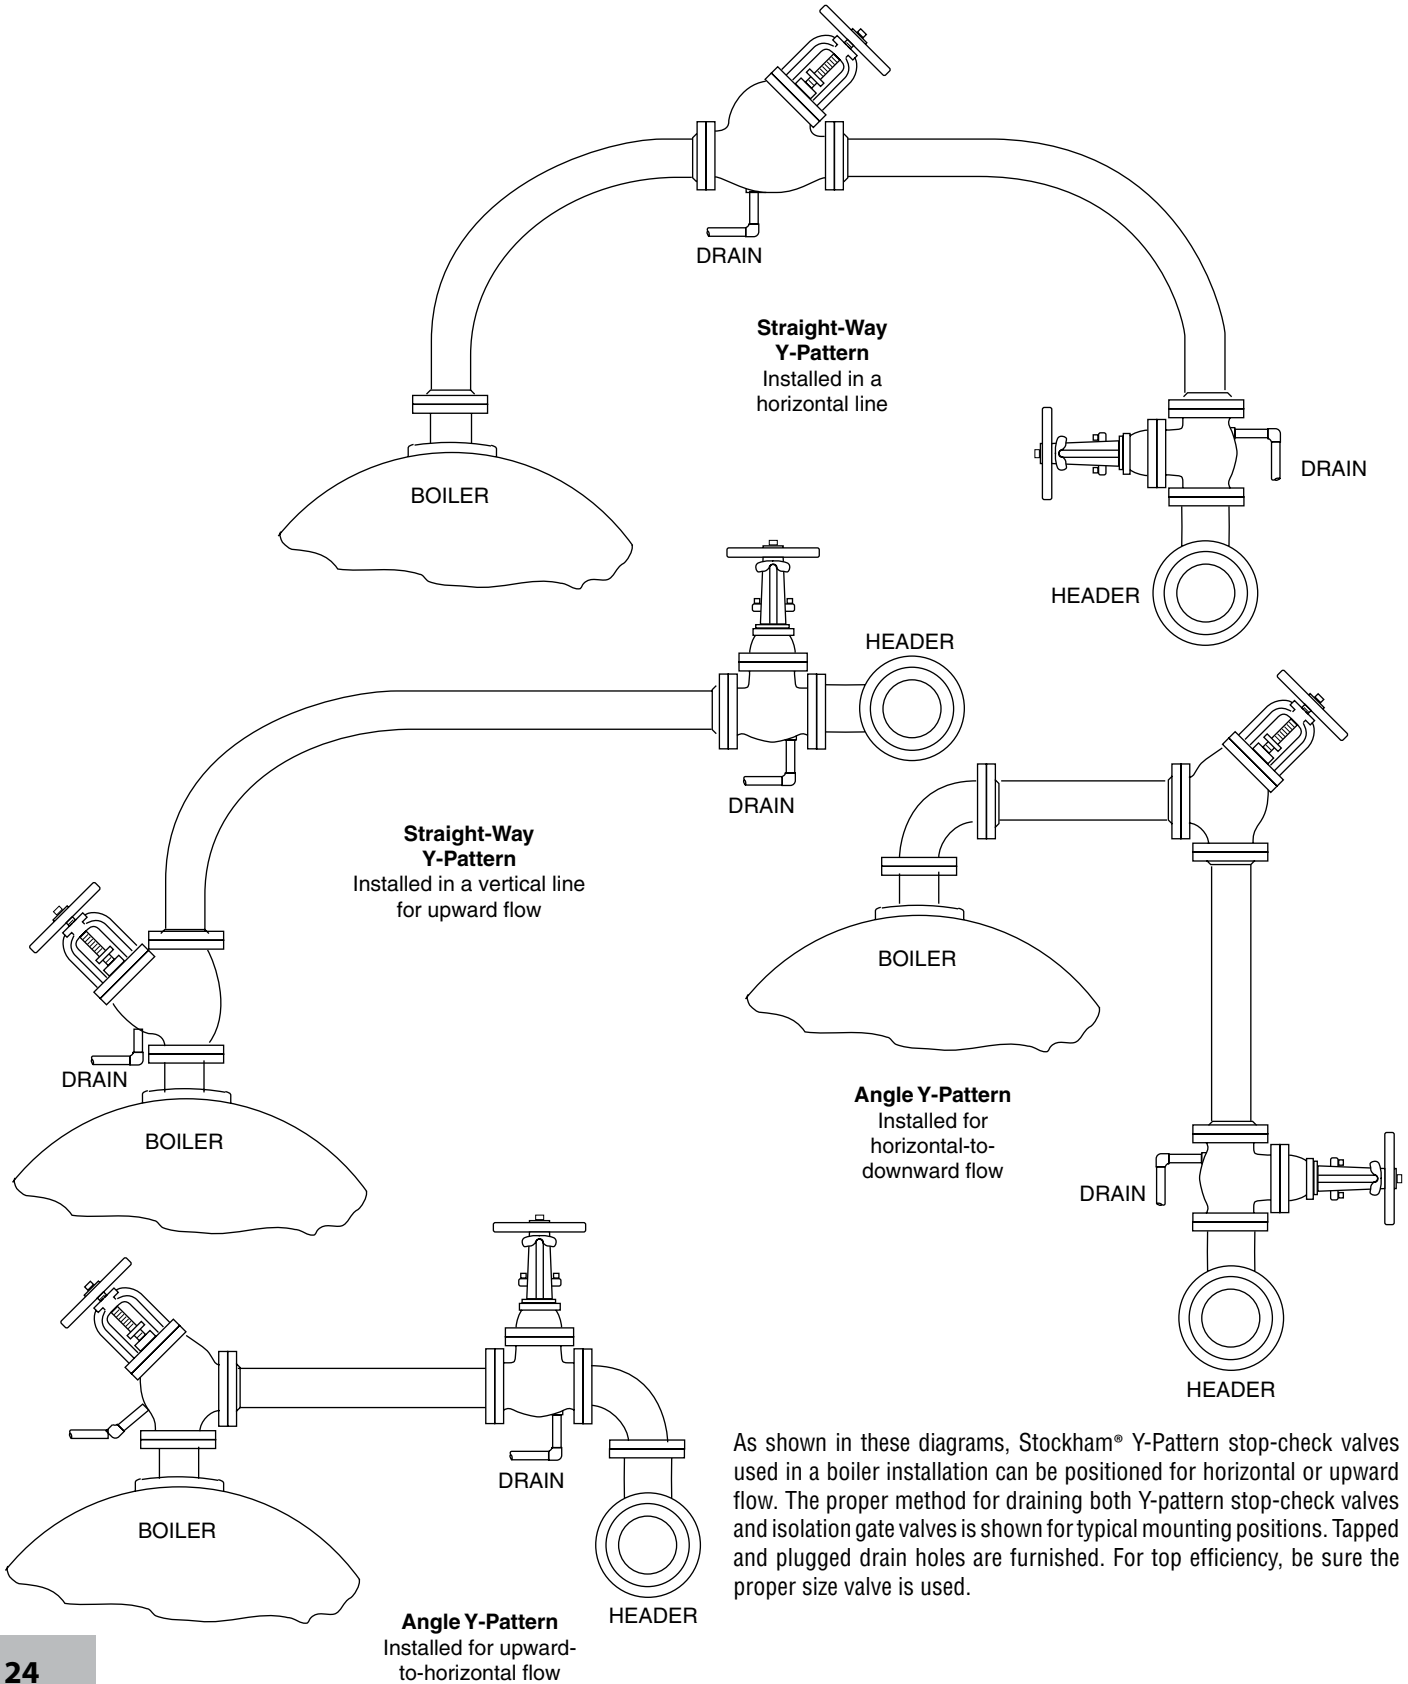 DRAIN
Straight-Way
Y-Pattern
Installed in a
horizontal line
BOILER
DRAIN
HEADER
HEADER
DRAIN
Straight-Way
Y-Pattern
Installed in a vertical line
for upward flow
DRAIN
BOILER
BOILER
Angle Y-Pattern
Installed for
horizontal-to-
downward flow
DRAIN
HEADER
DRAIN
BOILER
HEADER
Angle Y-Pattern
Installed for upward-
to-horizontal flow
As shown in these diagrams, Stockham® Y-Pattern stop-check valves
used in a boiler installation can be positioned for horizontal or upward
flow. The proper method for draining both Y-pattern stop-check valves
and isolation gate valves is shown for typical mounting positions. Tapped
and plugged drain holes are furnished. For top efficiency, be sure the
proper size valve is used.
24